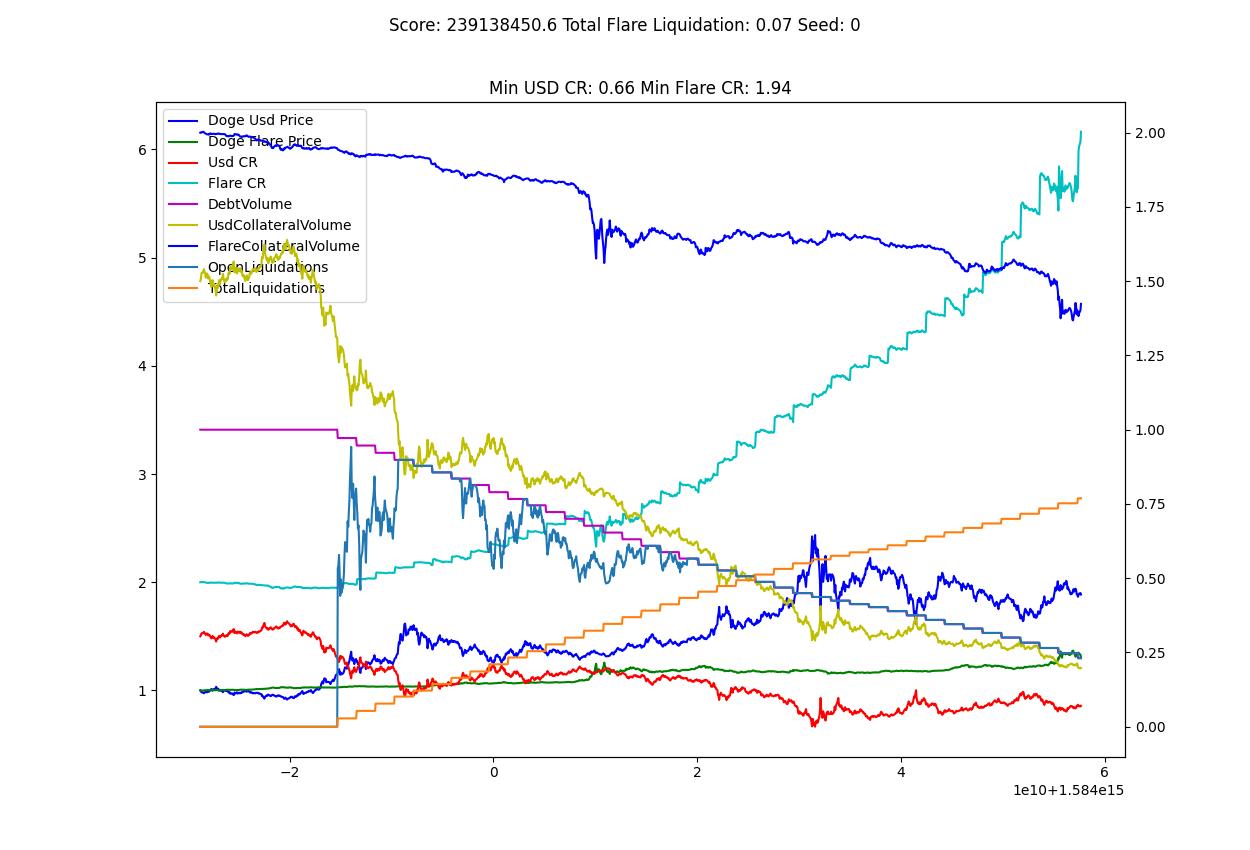 Score: 239138450.6 Total Flare Liquidation: 0.07 Seed: 0
Min USD CR: 0.66 Min Flare CR: 1.94
Doge Usd Price
Doge Flare Price
Usd CR
Flare CR
DebtVolume
UsdCollateralVolume
FlareCollateralVolume
OpenLiquidations
TotalLiquidations
6
5
4
3
2
1
2.00
1.75
1.50
1.25
1.00
0.75
0.50
0.25
0.00
−2
0
2
4
6
1e10+1.584e15